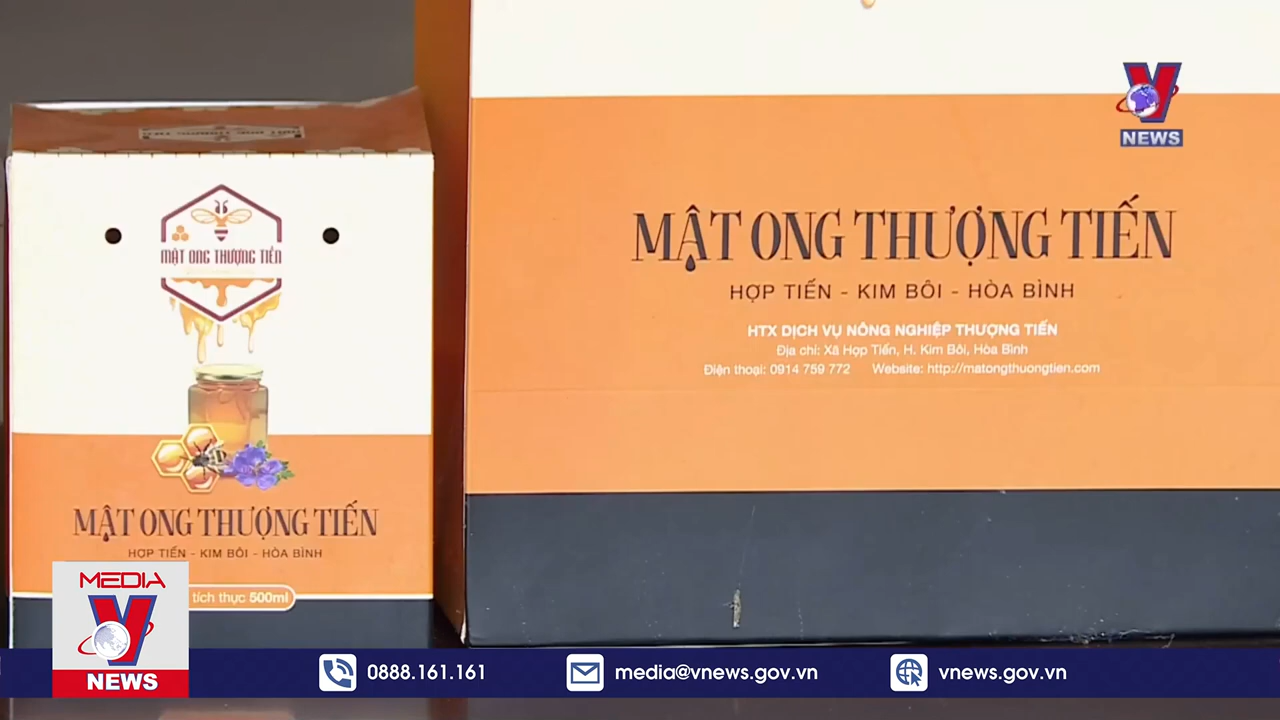 MẬT ONG THƯỢNG TIẾN
MẬT ONG THƯỢNG TIẾN
HỢP TIẾN - KIM BÔI - HÒA BÌNH
tích thực 500ml
NEWS
MẬT ONG THƯỢNG TIẾN
HỢP TIẾN - KIM BÔI - HÒA BÌNH
HTX DỊCH VỤ NÔNG NGHIỆP THƯỢNG TIẾN
Địa chỉ: Xã Hợp Tiến, H. Kim Bôi, Hòa Bình
Điện thoại: 0914 759 772 Website: http://matongthuongtien.com
MEDIA
NEWS
0888.161.161 media@vnews.gov.vn vnews.gov.vn